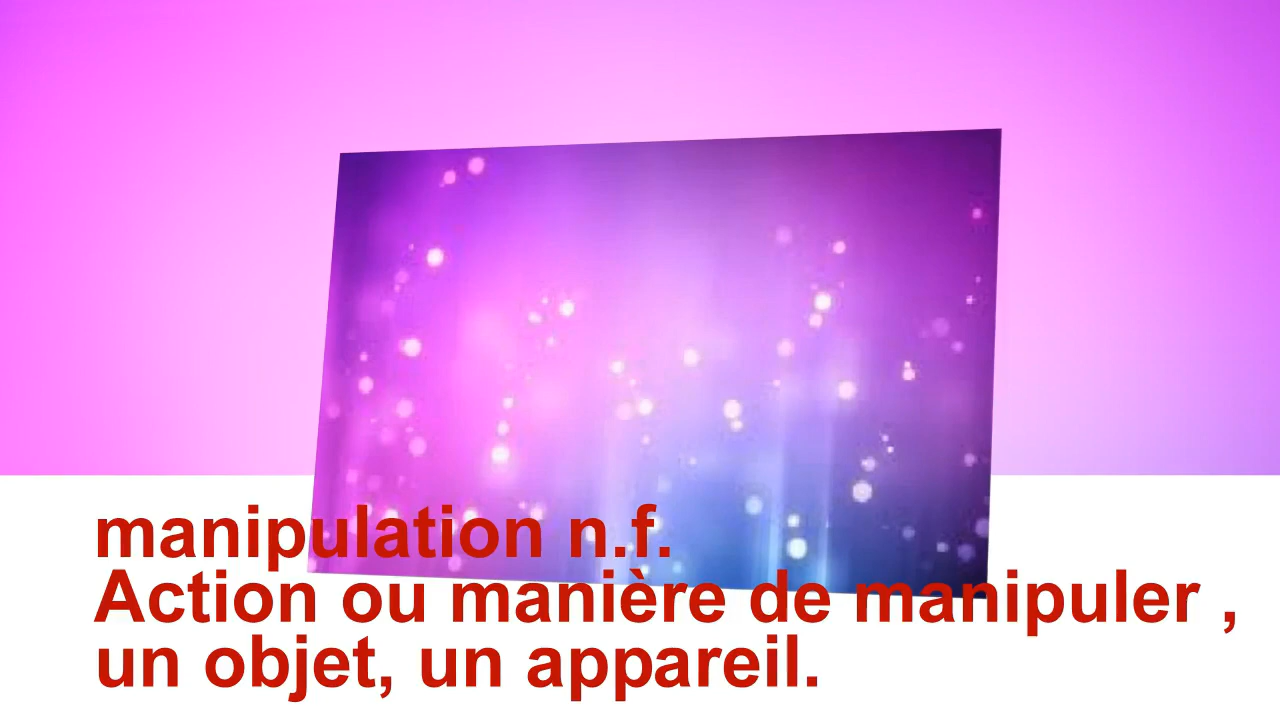 manipulation n.f.
Action ou manière de manipuler ,
un objet, un appareil.